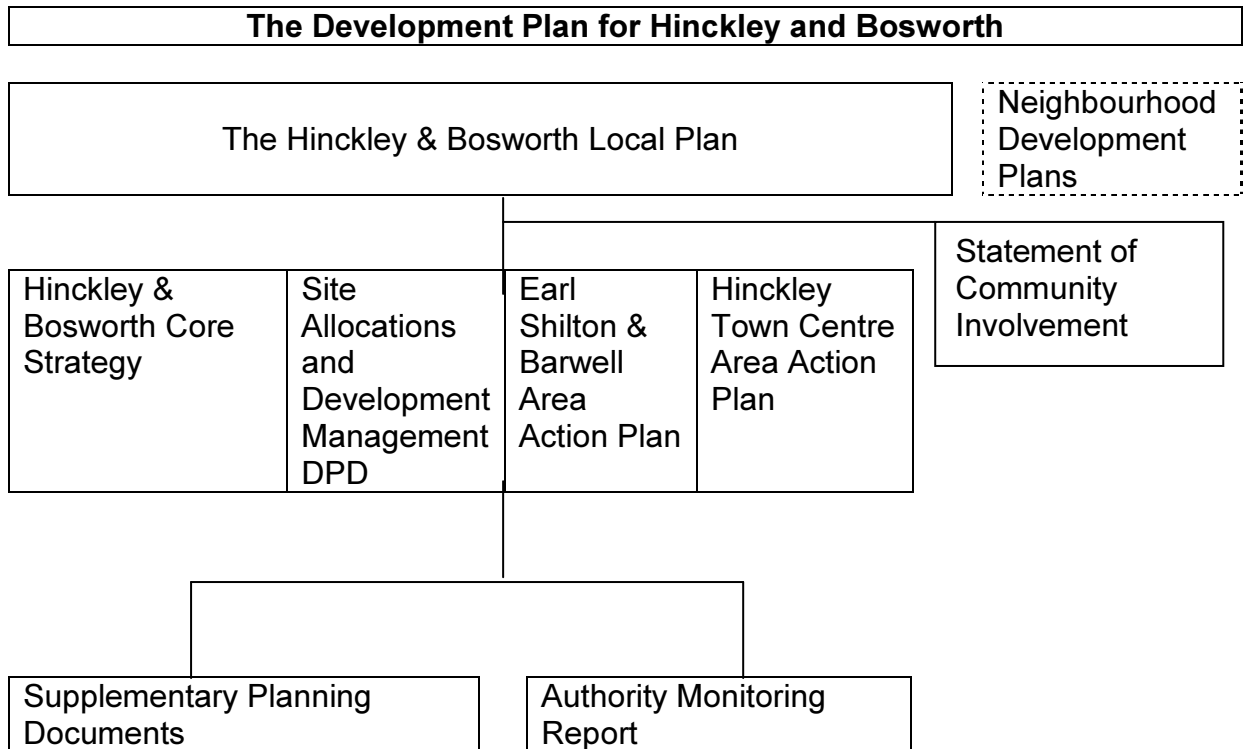 The Development Plan for Hinckley and Bosworth
The Hinckley & Bosworth Local Plan
Neighbourhood
Development
Plans
Statement of
Community
Involvement
Hinckley &
Bosworth Core
Strategy
Site
Allocations
and
Development
Management
DPD
Earl
Shilton &
Barwell
Area
Action Plan
Hinckley
Town Centre
Area Action
Plan
Supplementary Planning
Documents
Authority Monitoring
Report